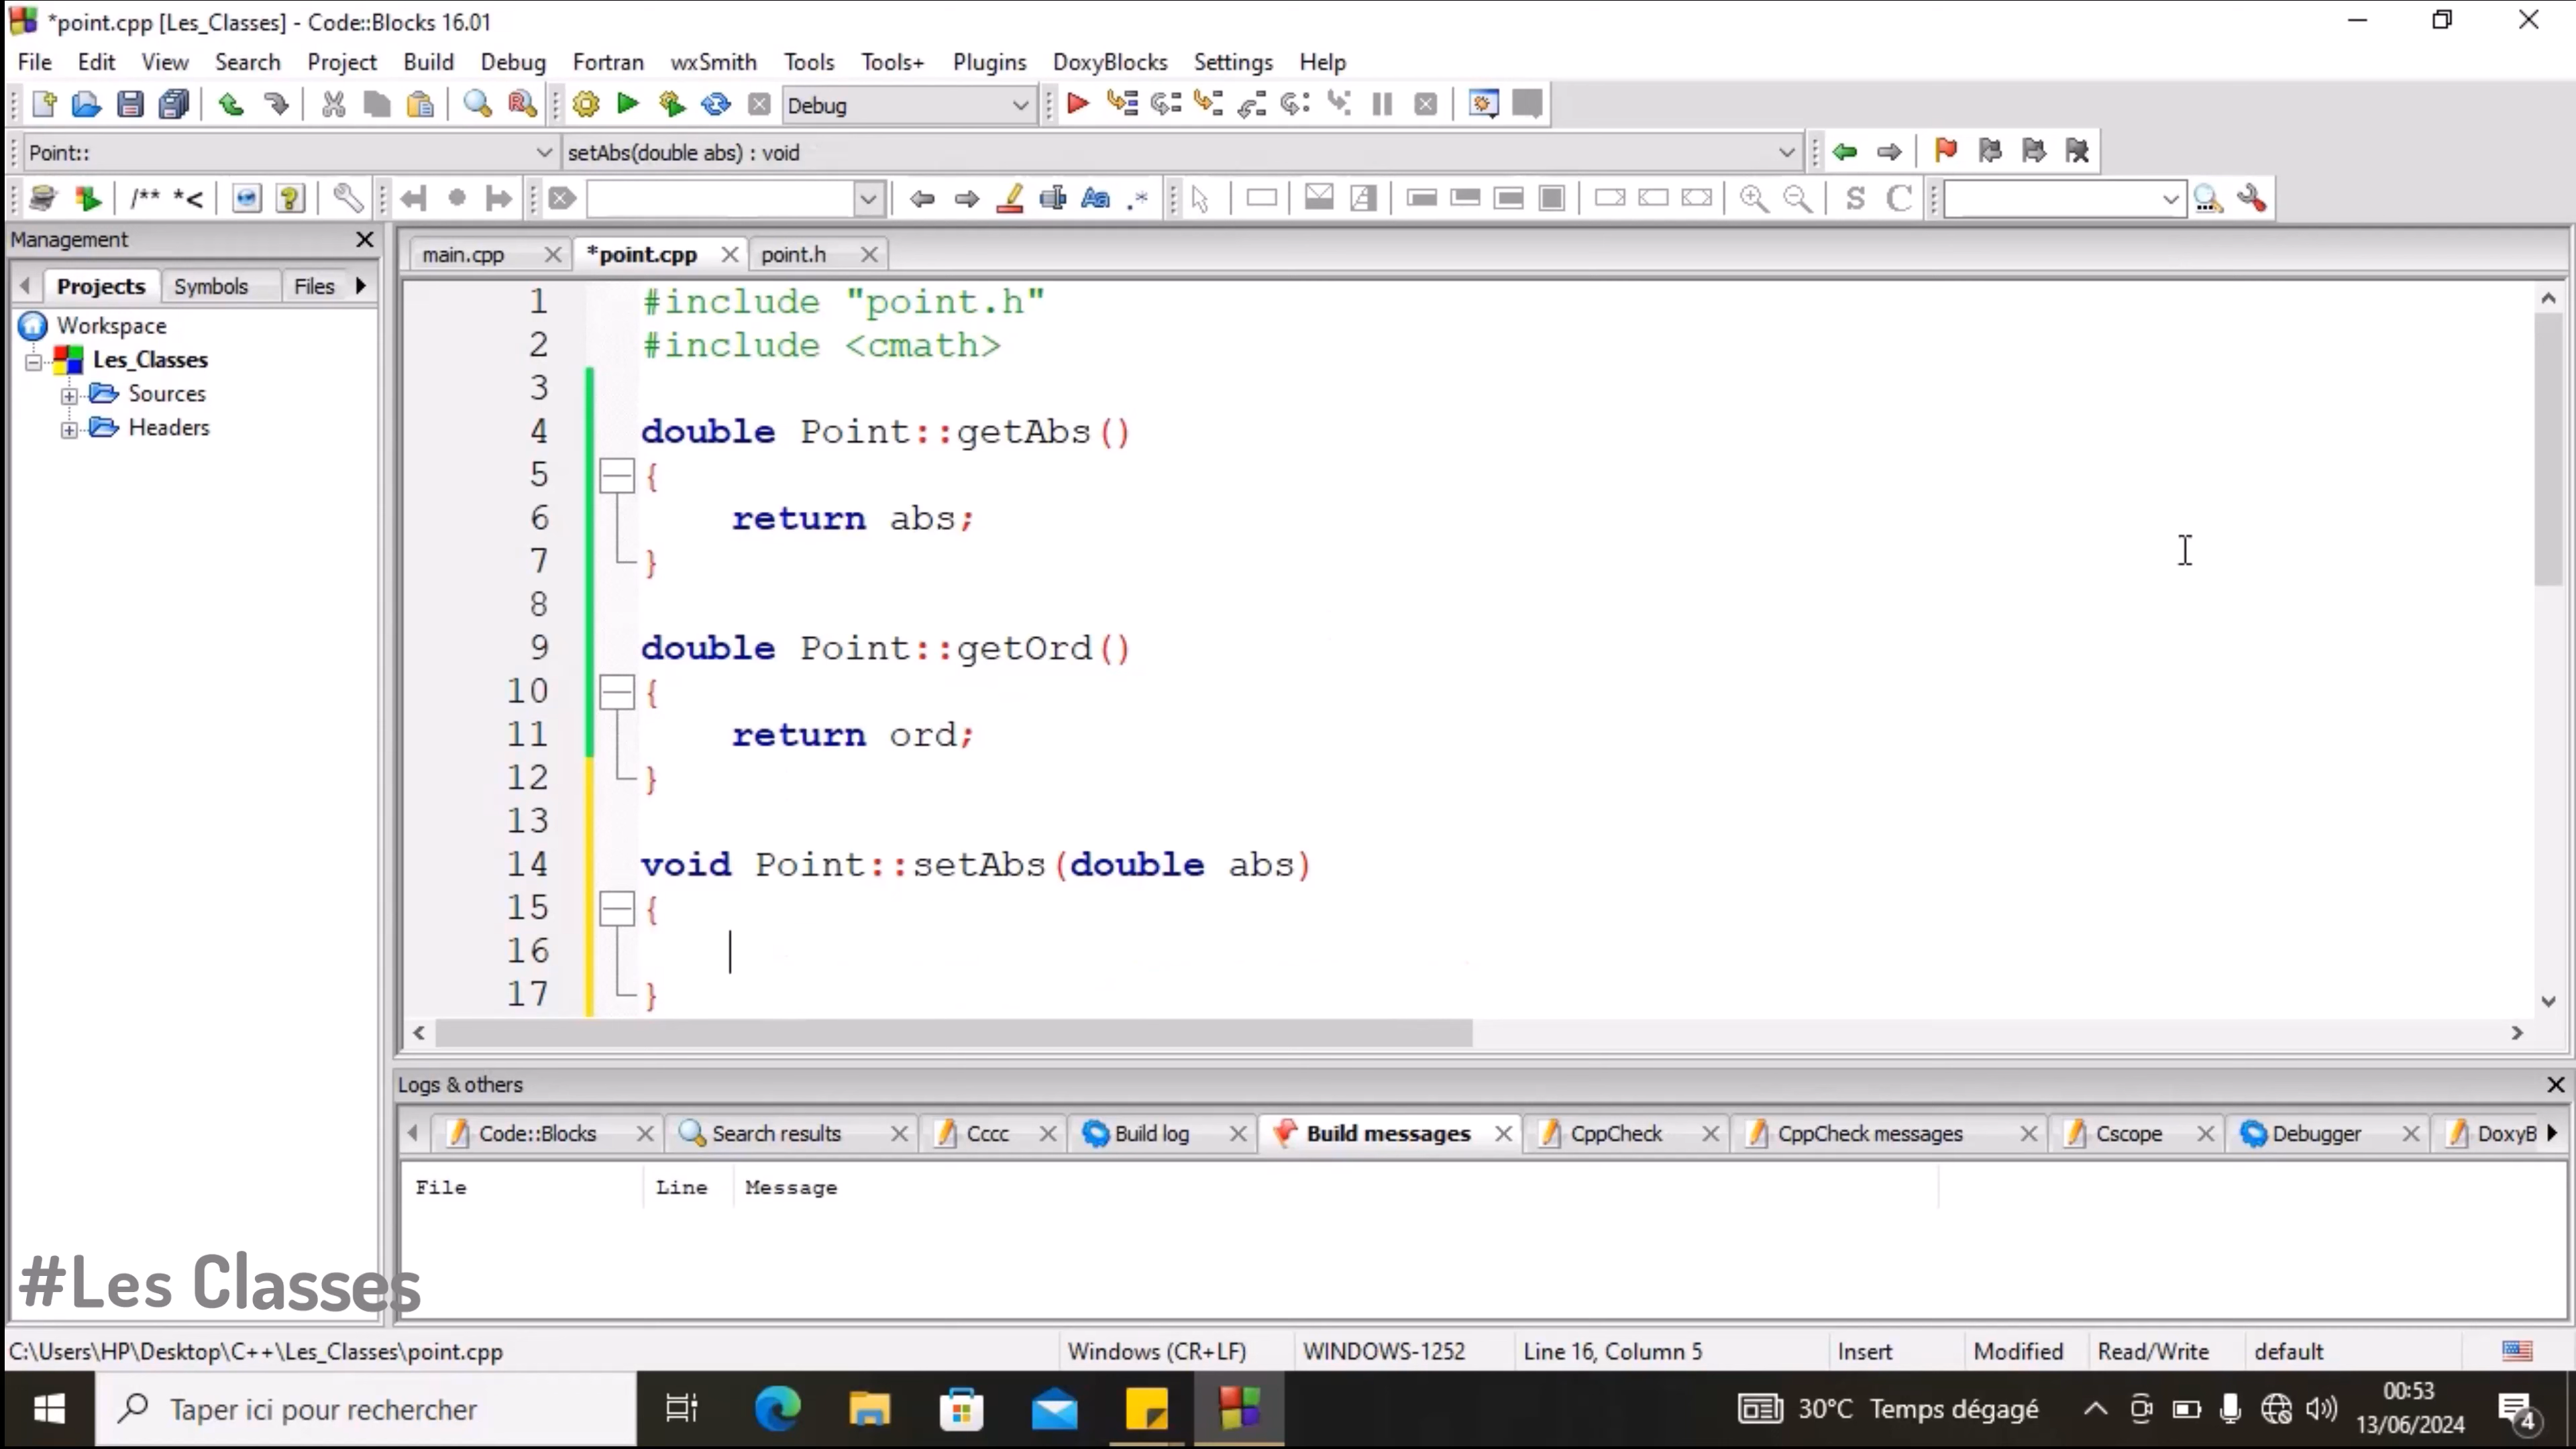 *point.cpp [Les_Classes] - Code::Blocks 16.01
File Edit View Search Project Build Debug Fortran wxSmith Tools Tools+ Plugins DoxyBlocks Settings Help
Debug
Point:: setAbs(double abs) : void
/** *< Aa .* S C
Management
main.cpp *point.cpp point.h
Projects Symbols Files
Workspace
Les_Classes
Sources
Headers
1 #include "point.h"
2 #include <cmath>
3
4 double Point::getAbs()
5 {
6 return abs;
7 }
8
9 double Point::getOrd()
10 {
11 return ord;
12 }
13
14 void Point::setAbs(double abs)
15 {
16
17 }
Logs & others
Code::Blocks Search results Cccc Build log Build messages CppCheck CppCheck messages Cscope Debugger DoxyB
File Line Message
#Les Classes
C:\Users\HP\Desktop\C++\Les_Classes\point.cpp Windows (CR+LF) WINDOWS-1252 Line 16, Column 5 Insert Modified Read/Write default
Taper ici pour rechercher
30°C Temps dégagé
00:53
13/06/2024
4